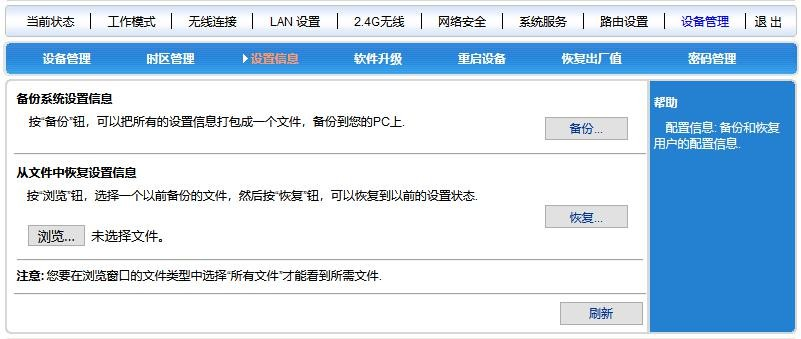 当前状态 工作模式 无线连接 LAN 设置 2.4G无线 网络安全 系统服务 路由设置 设备管理 退 出
设备管理 时区管理 设置信息 软件升级 重启设备 恢复出厂值 密码管理
备份系统设置信息
按“备份”钮，可以把所有的设置信息打包成一个文件，备份到您的PC上.
备份...
从文件中恢复设置信息
按“浏览”钮，选择一个以前备份的文件，然后按“恢复”钮，可以恢复到以前的设置状态.
恢复...
浏览... 未选择文件。
注意: 您要在浏览窗口的文件类型中选择“所有文件”才能看到所需文件.
刷新
帮助
配置信息: 备份和恢复
用户的配置信息.